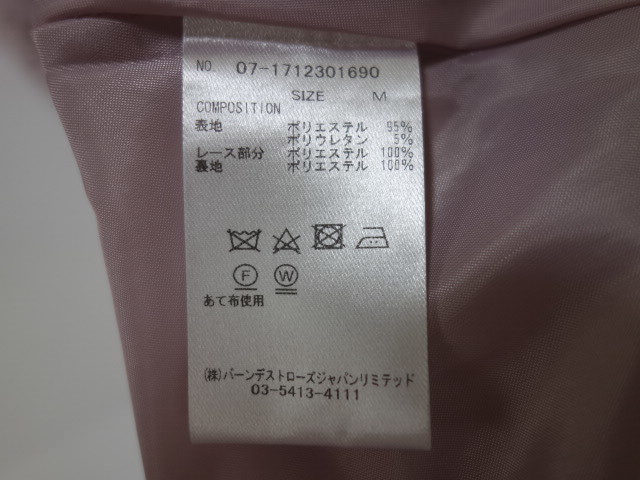 NO. 07-1712301690
SIZE M
COMPOSITION
表地 ポリエステル 95%
ポリウレタン 5%
レース部分 ポリエステル 100%
裏地 ポリエステル 100%
F W
あて布使用
(株)バーンデストローズジャパンリミテッド
03-5413-4111